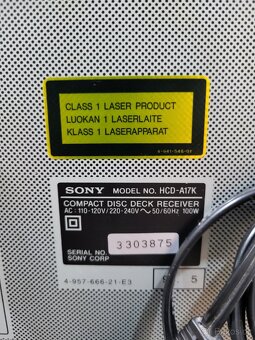 CLASS 1 LASER PRODUCT
LUOKAN 1 LASERLAITE
KLASS 1 LASERAPPARAT
SONY MODEL NO. HCD-A17K
COMPACT DISC DECK RECEIVER
AC : 110-120V/220-240V ~ 50/60Hz 100W
SERIAL NO. 3303875
SONY CORP
4-957-666-21-E3
5